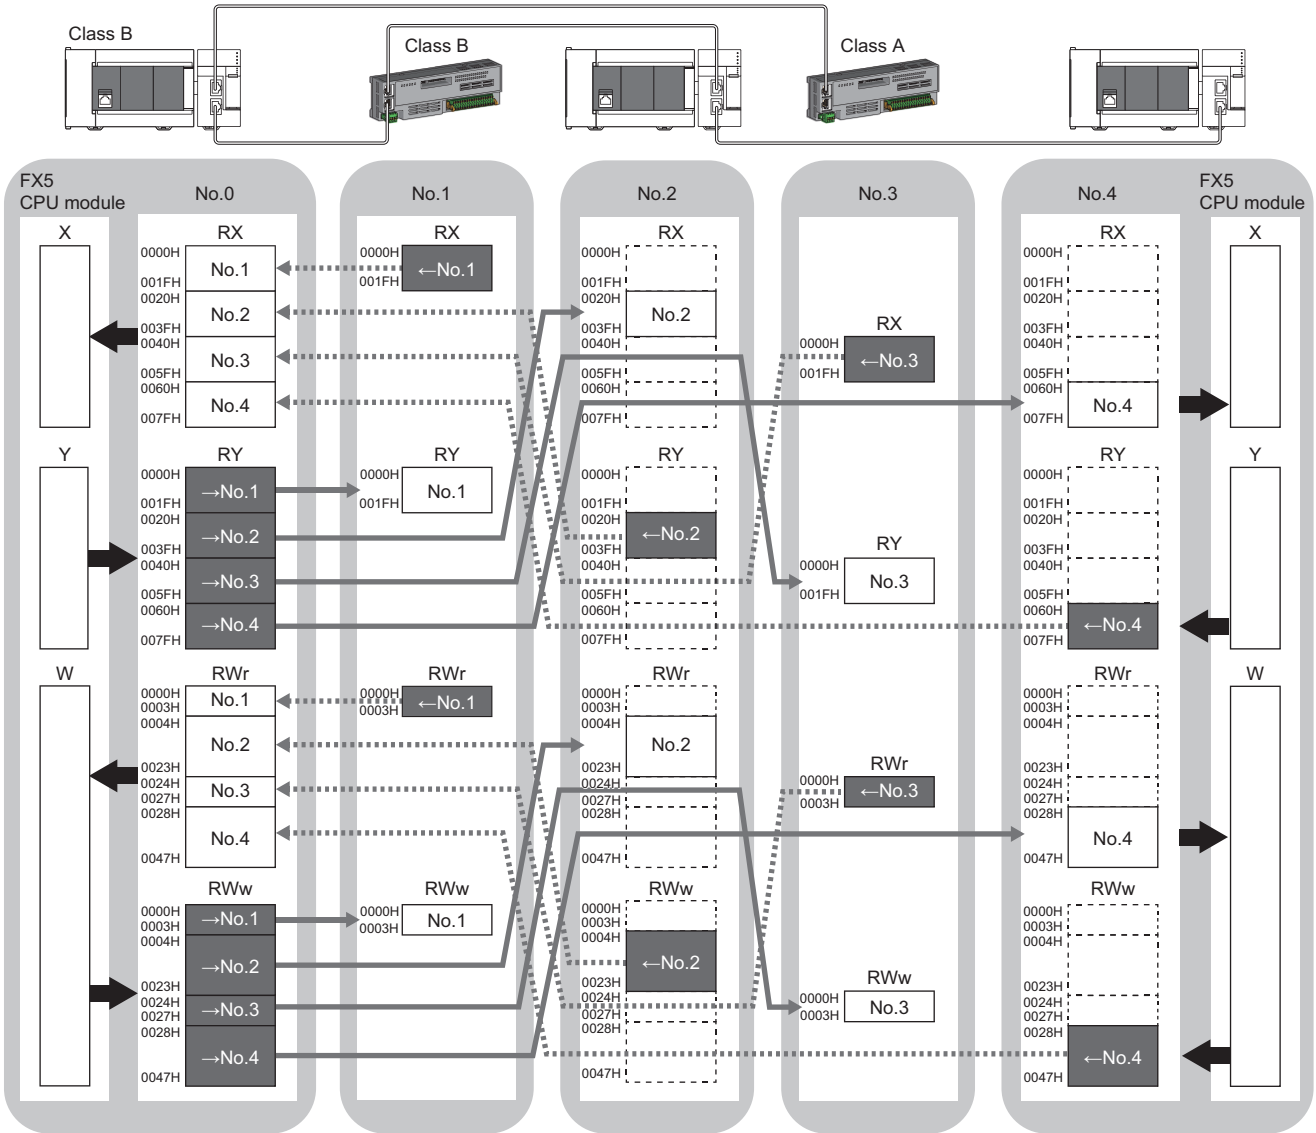 Class B
Class B
Class A
FX5
CPU module
No.0
No.1
No.2
No.3
No.4
FX5
CPU module
X
RX
0000H
001FH
0020H
003FH
0040H
005FH
0060H
007FH
No.1
No.2
No.3
No.4
Y
RY
0000H
001FH
0020H
003FH
0040H
005FH
0060H
007FH
→No.1
→No.2
→No.3
→No.4
W
RWr
0000H
0003H
0004H
0023H
0024H
0027H
0028H
0047H
No.1
No.2
No.3
No.4
RWw
0000H
0003H
0004H
0023H
0024H
0027H
0028H
0047H
→No.1
→No.2
→No.3
→No.4
RX
0000H
001FH
←No.1
RY
0000H
001FH
No.1
RWr
0000H
0003H
←No.1
RWw
0000H
0003H
No.1
RX
0000H
001FH
0020H
003FH
0040H
005FH
0060H
007FH
No.2
RY
0000H
001FH
0020H
003FH
0040H
005FH
0060H
007FH
←No.2
RWr
0000H
0003H
0004H
0023H
0024H
0027H
0028H
0047H
No.2
RWw
0000H
0003H
0004H
0023H
0024H
0027H
0028H
0047H
←No.2
RX
0000H
001FH
←No.3
RY
0000H
001FH
No.3
RWr
0000H
0003H
←No.3
RWw
0000H
0003H
No.3
RX
0000H
001FH
0020H
003FH
0040H
005FH
0060H
007FH
No.4
X
RY
0000H
001FH
0020H
003FH
0040H
005FH
0060H
007FH
←No.4
Y
RWr
0000H
0003H
0004H
0023H
0024H
0027H
0028H
0047H
No.4
W
RWw
0000H
0003H
0004H
0023H
0024H
0027H
0028H
0047H
←No.4